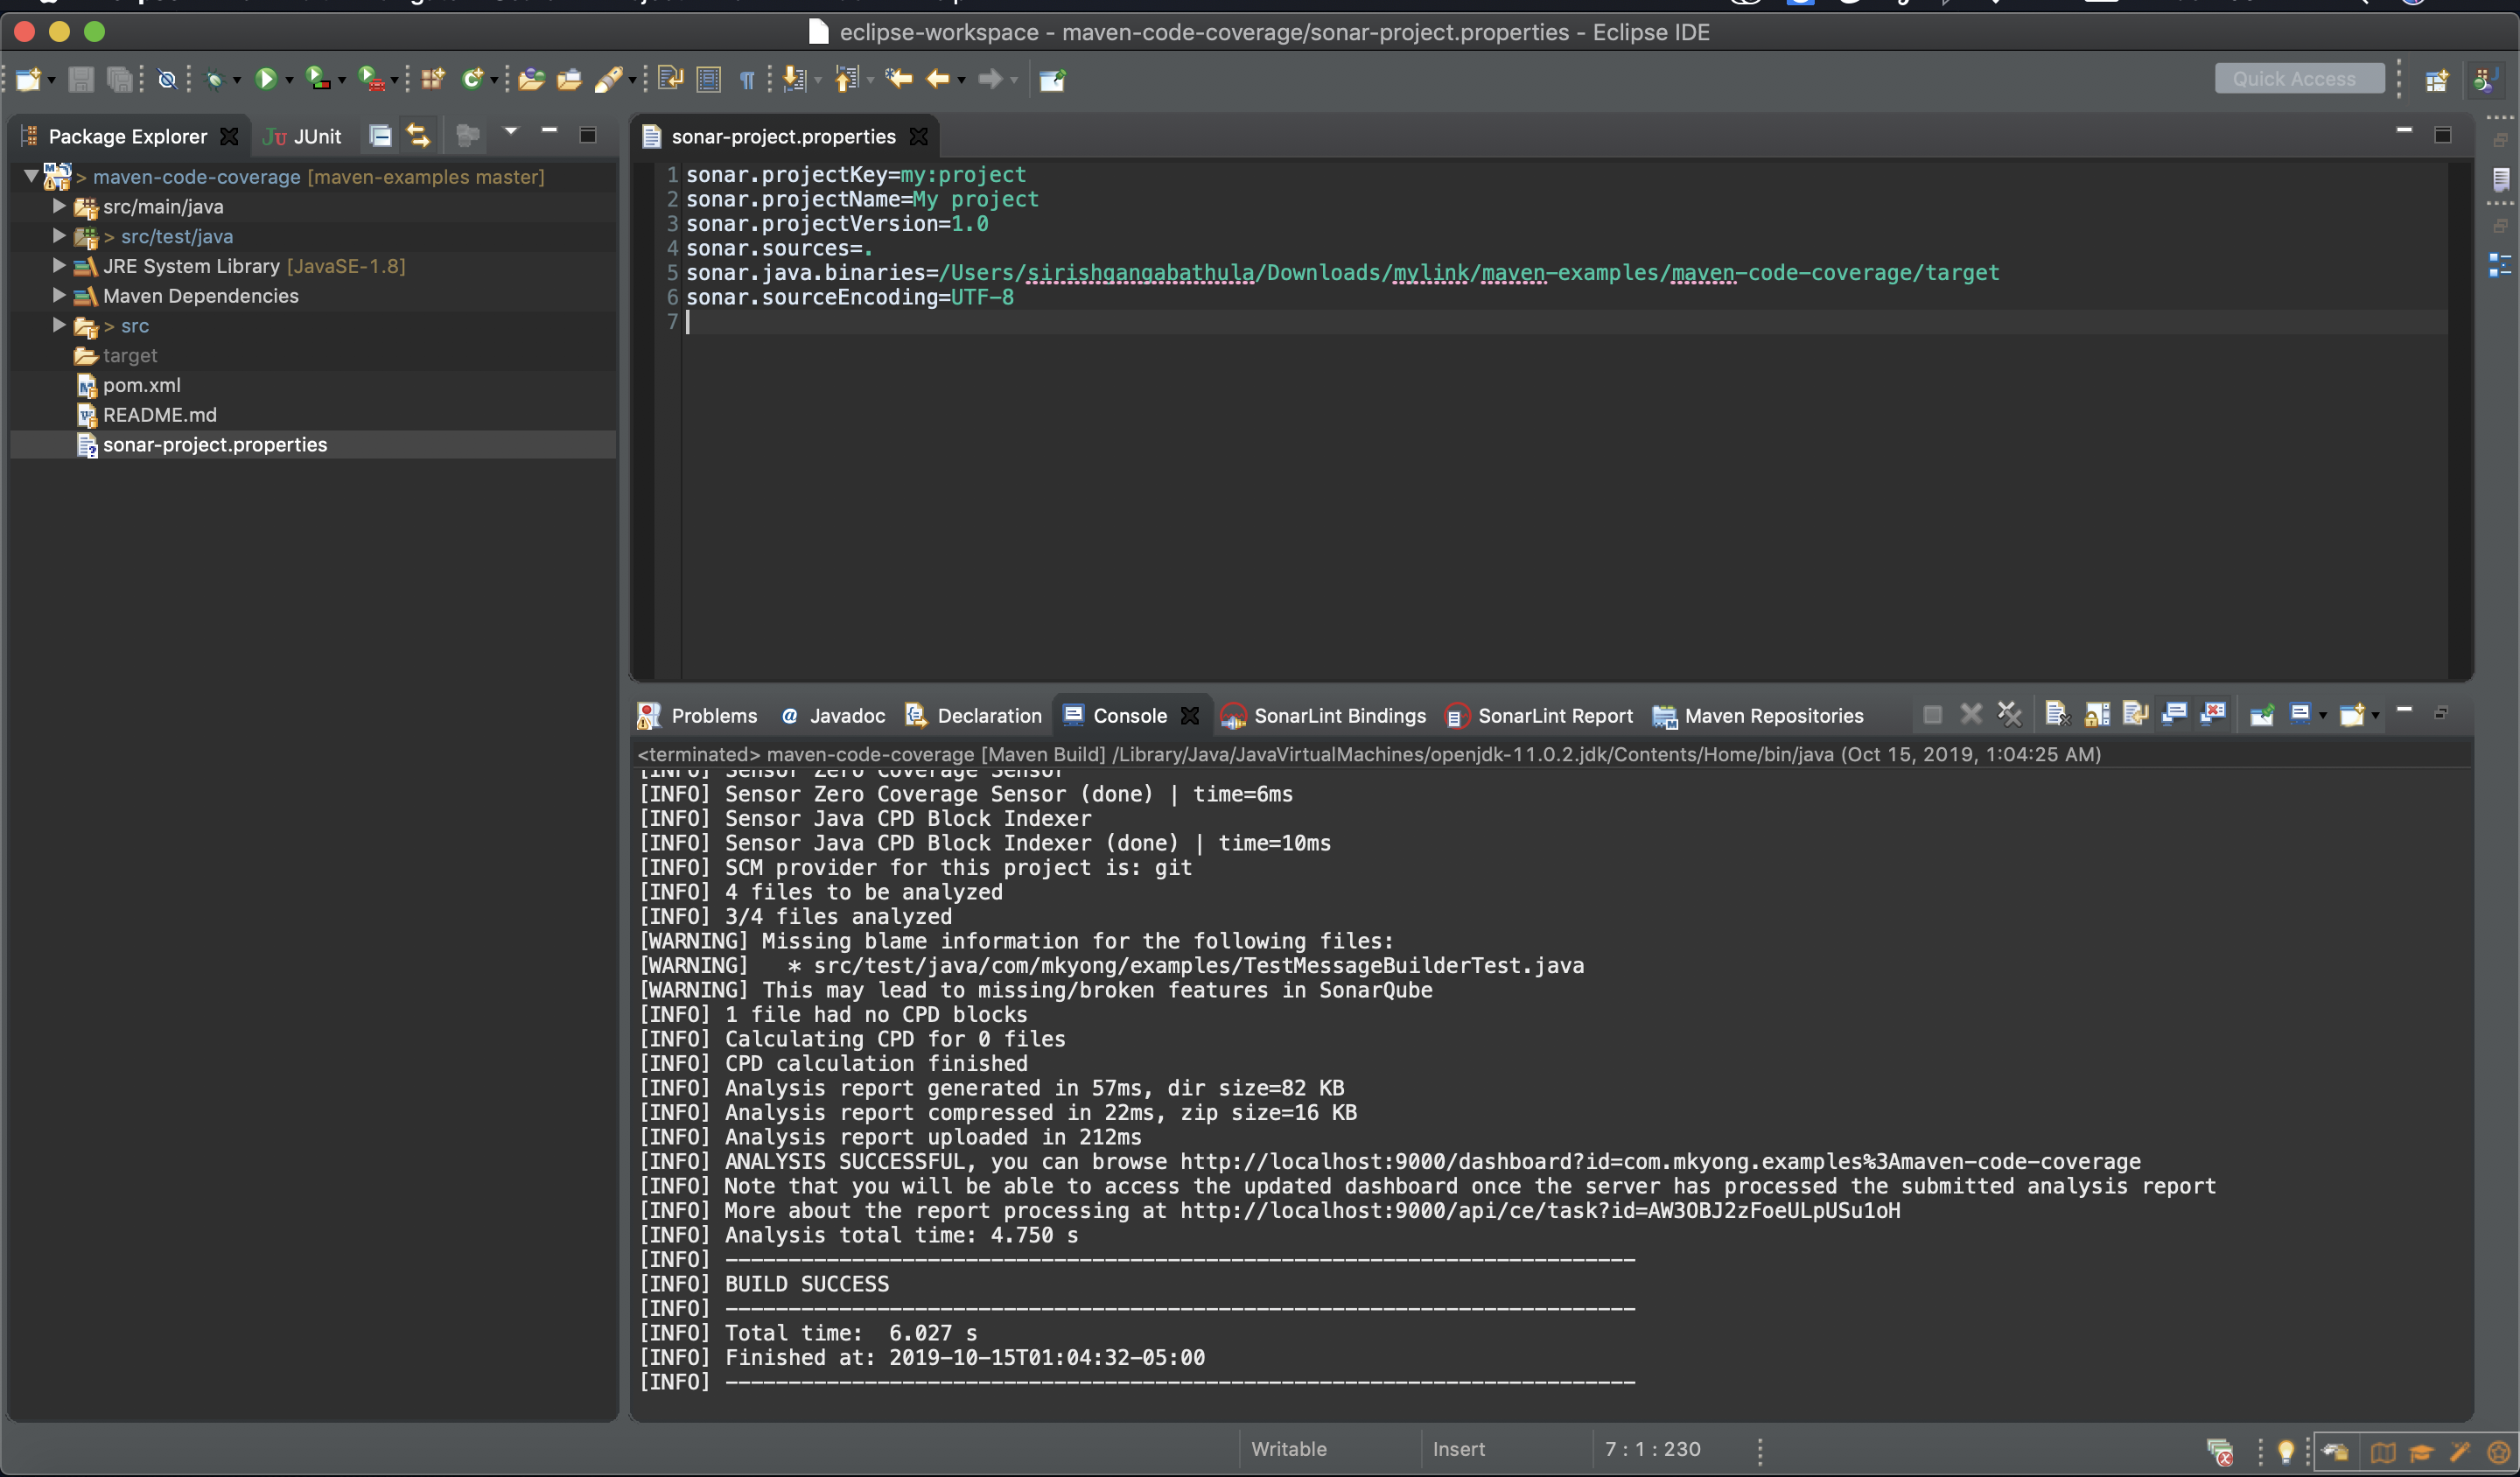 eclipse-workspace - maven-code-coverage/sonar-project.properties - Eclipse IDE
Quick Access
Package Explorer
JUnit
> maven-code-coverage [maven-examples master]
src/main/java
> src/test/java
JRE System Library [JavaSE-1.8]
Maven Dependencies
> src
target
pom.xml
README.md
sonar-project.properties
sonar-project.properties
1 sonar.projectKey=my:project
2 sonar.projectName=My project
3 sonar.projectVersion=1.0
4 sonar.sources=.
5 sonar.java.binaries=/Users/sirishgangabathula/Downloads/mylink/maven-examples/maven-code-coverage/target
6 sonar.sourceEncoding=UTF-8
7
Problems @ Javadoc Declaration Console SonarLint Bindings SonarLint Report Maven Repositories
<terminated> maven-code-coverage [Maven Build] /Library/Java/JavaVirtualMachines/openjdk-11.0.2.jdk/Contents/Home/bin/java (Oct 15, 2019, 1:04:25 AM)
[INFO] Sensor Zero Coverage Sensor
[INFO] Sensor Zero Coverage Sensor (done) | time=6ms
[INFO] Sensor Java CPD Block Indexer
[INFO] Sensor Java CPD Block Indexer (done) | time=10ms
[INFO] SCM provider for this project is: git
[INFO] 4 files to be analyzed
[INFO] 3/4 files analyzed
[WARNING] Missing blame information for the following files:
[WARNING]   * src/test/java/com/mkyong/examples/TestMessageBuilderTest.java
[WARNING] This may lead to missing/broken features in SonarQube
[INFO] 1 file had no CPD blocks
[INFO] Calculating CPD for 0 files
[INFO] CPD calculation finished
[INFO] Analysis report generated in 57ms, dir size=82 KB
[INFO] Analysis report compressed in 22ms, zip size=16 KB
[INFO] Analysis report uploaded in 212ms
[INFO] ANALYSIS SUCCESSFUL, you can browse http://localhost:9000/dashboard?id=com.mkyong.examples%3Amaven-code-coverage
[INFO] Note that you will be able to access the updated dashboard once the server has processed the submitted analysis report
[INFO] More about the report processing at http://localhost:9000/api/ce/task?id=AW3OBJ2zFoeULpUSu1oH
[INFO] Analysis total time: 4.750 s
[INFO] ------------------------------------------------------------------------
[INFO] BUILD SUCCESS
[INFO] ------------------------------------------------------------------------
[INFO] Total time:  6.027 s
[INFO] Finished at: 2019-10-15T01:04:32-05:00
[INFO] ------------------------------------------------------------------------
Writable
Insert
7 : 1 : 230